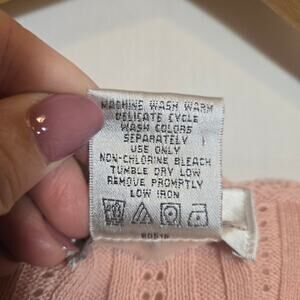 MACHINE WASH WARM
DELICATE CYCLE
WASH COLORS
SEPARATELY
USE ONLY
NON-CHLORINE BLEACH
TUMBLE DRY LOW
REMOVE PROMPTLY
LOW IRON